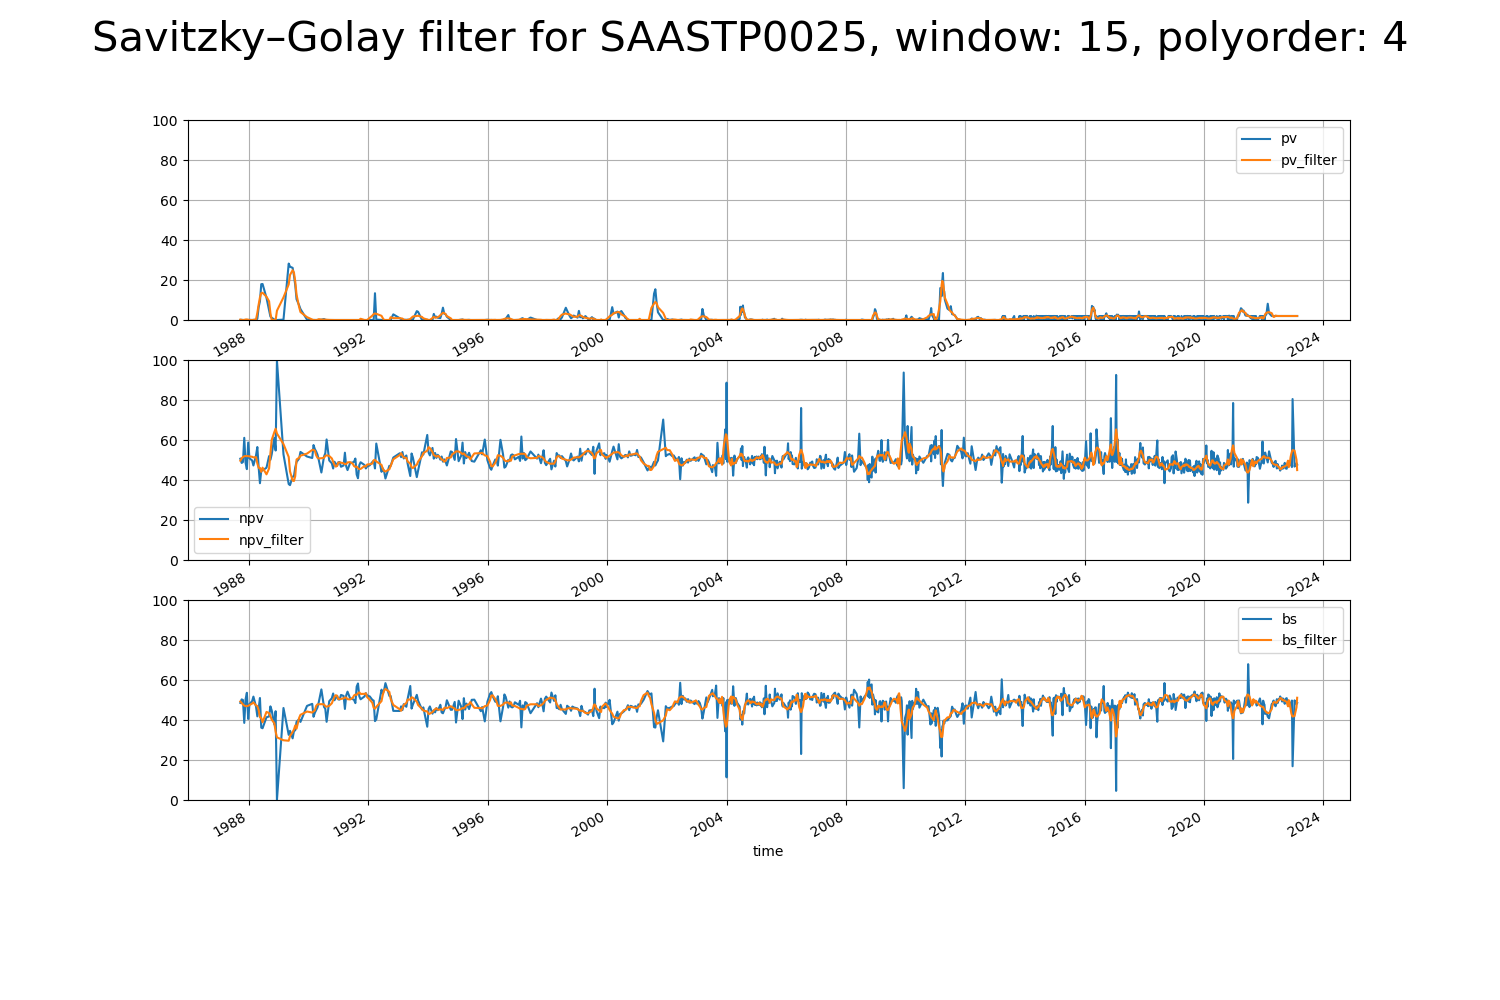 Savitzky–Golay filter for SAASTP0025, window: 15, polyorder: 4
100
80
60
40
20
0
pv
pv_filter
1988 1992 1996 2000 2004 2008 2012 2016 2020 2024
100
80
60
40
20
0
npv
npv_filter
1988 1992 1996 2000 2004 2008 2012 2016 2020 2024
100
80
60
40
20
0
bs
bs_filter
1988 1992 1996 2000 2004 2008 2012 2016 2020 2024
time